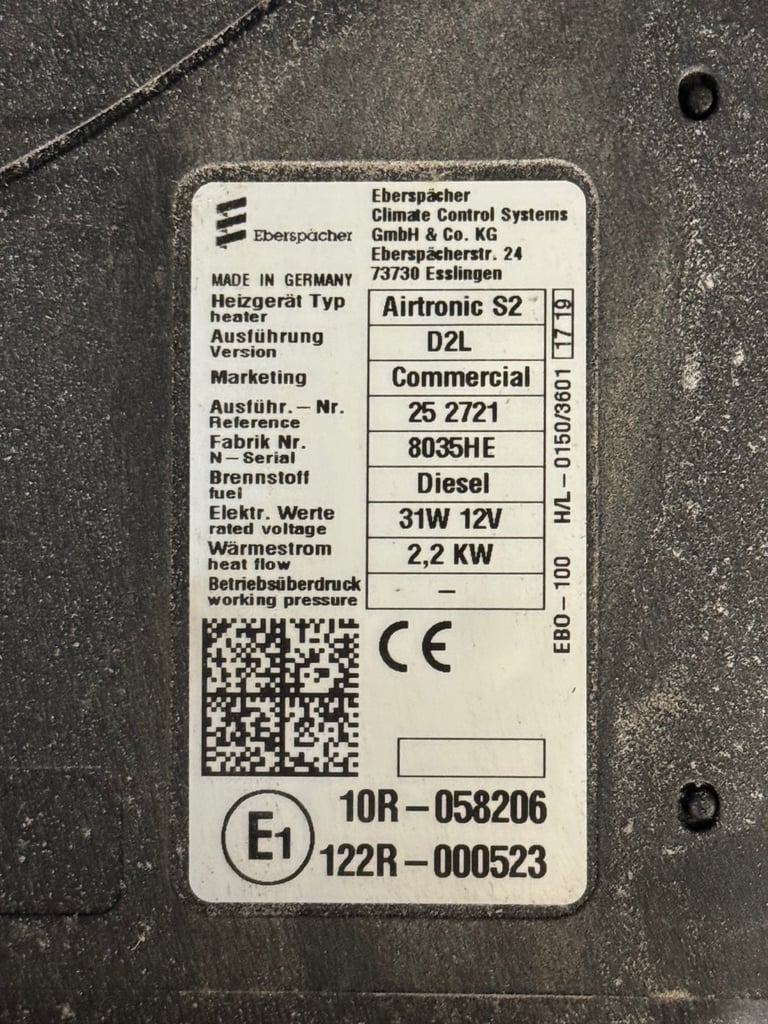 Eberspächer
Eberspächer
Climate Control Systems
GmbH & Co. KG
Eberspächerstr. 24
73730 Esslingen
MADE IN GERMANY
Heizgerät Typ
heater
Airtronic S2
Ausführung
Version
D2L
Marketing
Commercial
Ausführ.–Nr.
Reference
25 2721
Fabrik Nr.
N–Serial
8035HE
Brennstoff
fuel
Diesel
Elektr. Werte
rated voltage
31W 12V
Wärmestrom
heat flow
2,2 KW
Betriebsüberdruck
working pressure
–
17 19
H/L–0150/3601
EBO–100
CE
E1
10R–058206
122R–000523